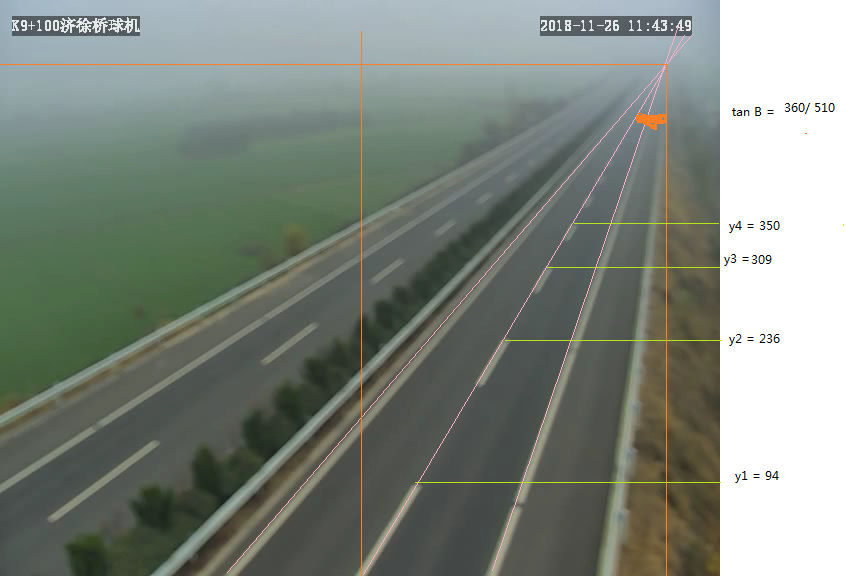 K9+100济徐桥球机
2018-11-26 11:43:49
tan B = 360/ 510
y4 = 350
y3 = 309
y2 = 236
y1 = 94